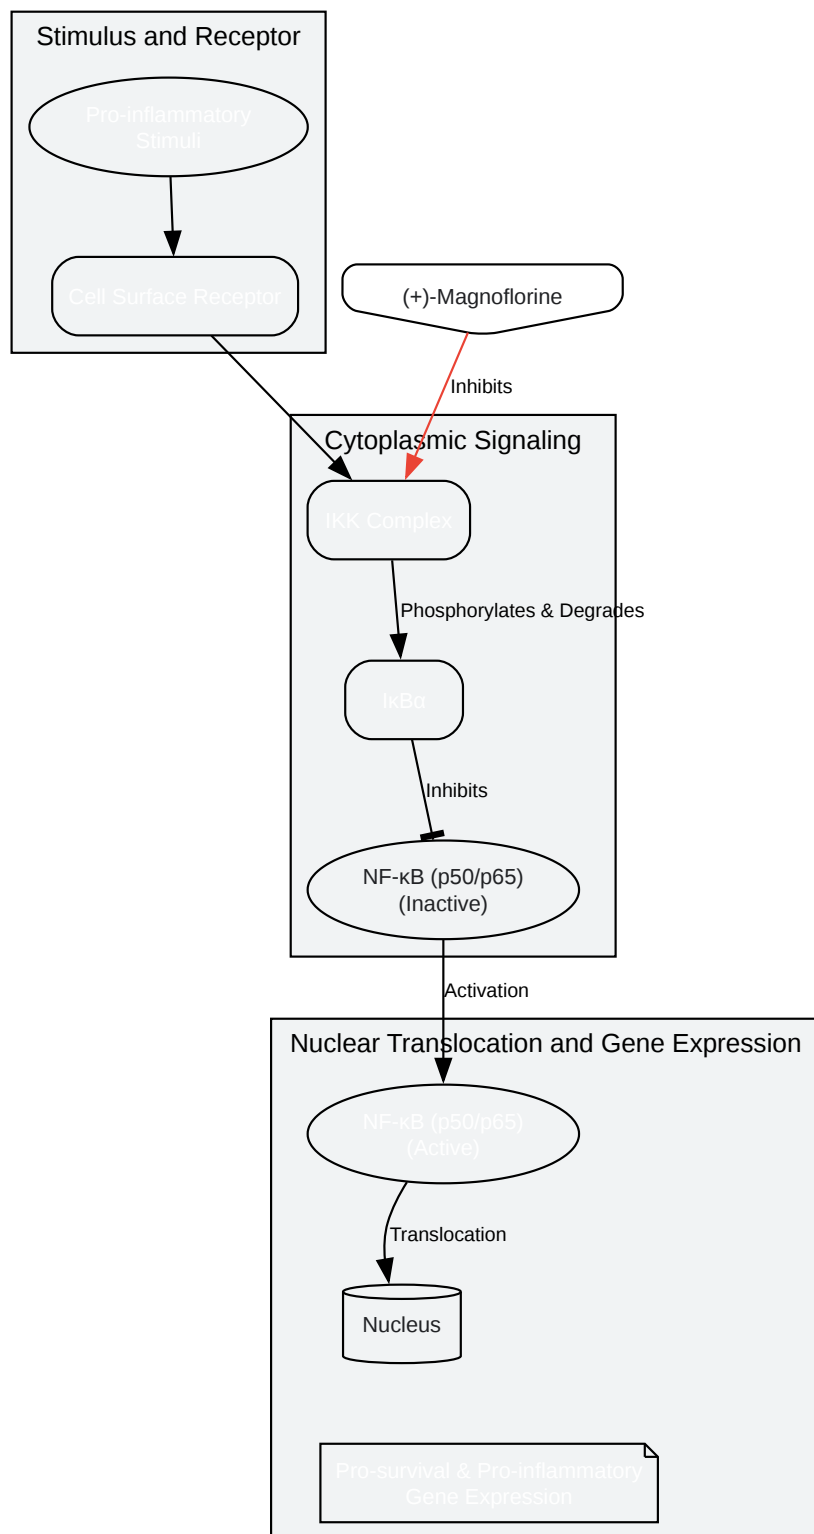 Stimulus and Receptor
Pro-inflammatory
Stimuli
Cell Surface Receptor
(+)-Magnoflorine
Inhibits
Cytoplasmic Signaling
IKK Complex
Phosphorylates & Degrades
IκBα
Inhibits
NF-κB (p50/p65)
(Inactive)
Activation
Nuclear Translocation and Gene Expression
NF-κB (p50/p65)
(Active)
Translocation
Nucleus
Pro-survival & Pro-inflammatory
Gene Expression